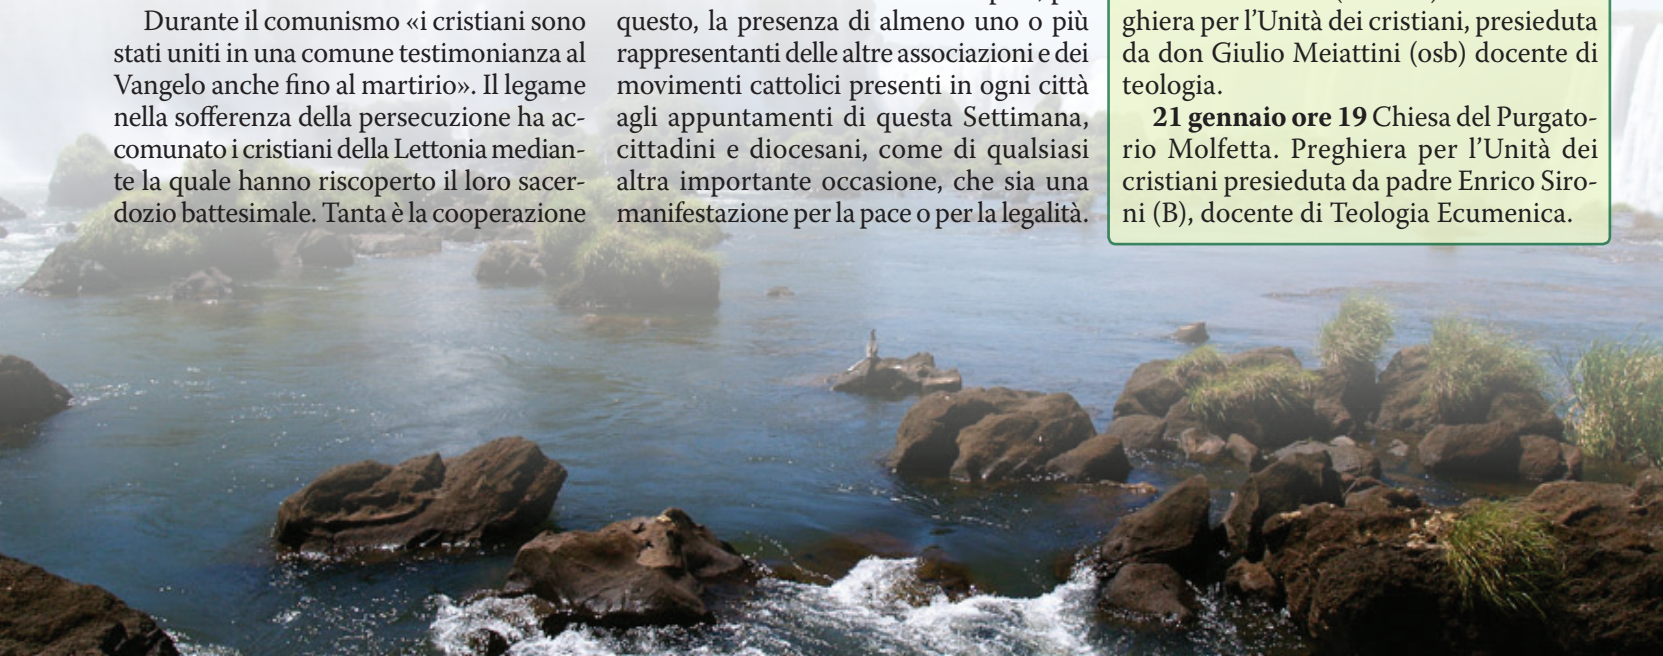 Durante il comunismo «i cristiani sono
stati uniti in una comune testimonianza al
Vangelo anche fino al martirio». Il legame
nella sofferenza della persecuzione ha ac-
comunato i cristiani della Lettonia median-
te la quale hanno riscoperto il loro sacer-
dozio battesimale. Tanta è la cooperazione
questo, la presenza di almeno uno o più
rappresentanti delle altre associazioni e dei
movimenti cattolici presenti in ogni città
agli appuntamenti di questa Settimana,
cittadini e diocesani, come di qualsiasi
altra importante occasione, che sia una
manifestazione per la pace o per la legalità.
ghiera per l'Unità dei cristiani, presieduta
da don Giulio Meiattini (osb) docente di
teologia.
21 gennaio ore 19 Chiesa del Purgato-
rio Molfetta. Preghiera per l'Unità dei
cristiani presieduta da padre Enrico Siro-
ni (B), docente di Teologia Ecumenica.